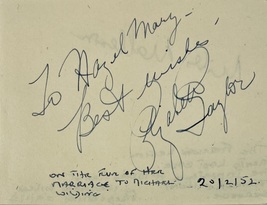 To Hazel Mary -
Best Wishes,
Elizabeth
Taylor
ON THE EVE OF HER
MARRIAGE TO MICHAEL
WILDING
20/2/52.